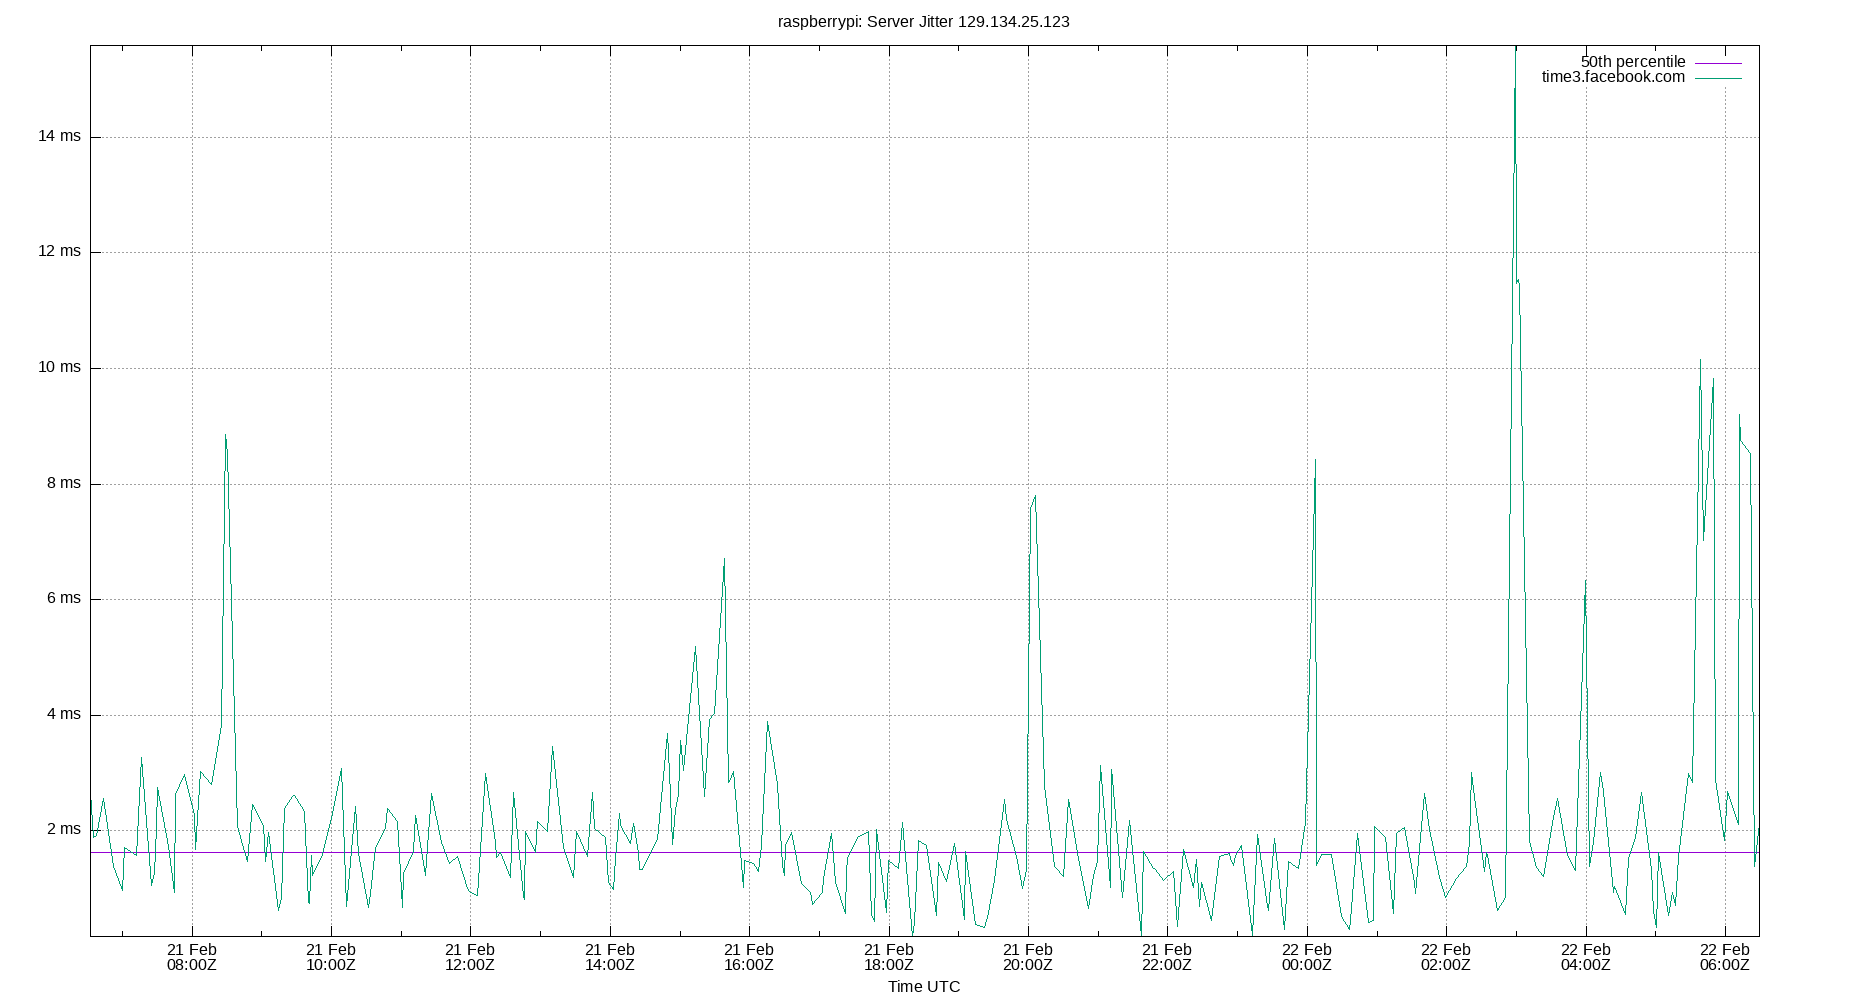 raspberrypi: Server Jitter 129.134.25.123
50th percentile
time3.facebook.com
14 ms
12 ms
10 ms
8 ms
6 ms
4 ms
2 ms
21 Feb 21 Feb 21 Feb 21 Feb 21 Feb 21 Feb 21 Feb 21 Feb 22 Feb 22 Feb 22 Feb 22 Feb
08:00Z 10:00Z 12:00Z 14:00Z 16:00Z 18:00Z 20:00Z 22:00Z 00:00Z 02:00Z 04:00Z 06:00Z
Time UTC